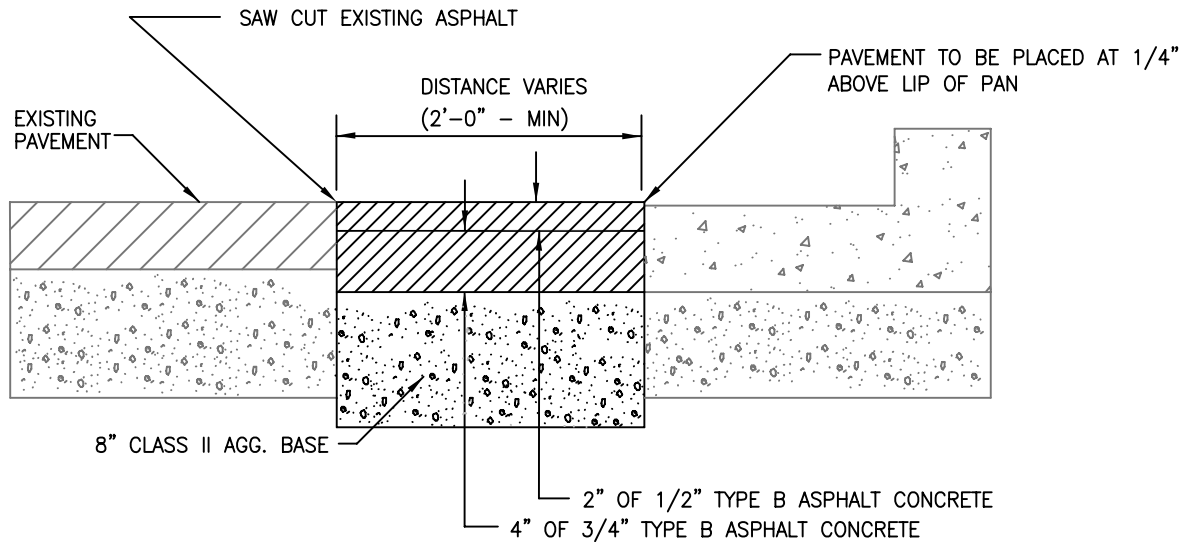 SAW CUT EXISTING ASPHALT
PAVEMENT TO BE PLACED AT 1/4”
ABOVE LIP OF PAN
DISTANCE VARIES
(2’-0” - MIN)
EXISTING
PAVEMENT
8” CLASS II AGG. BASE
2” OF 1/2” TYPE B ASPHALT CONCRETE
4” OF 3/4” TYPE B ASPHALT CONCRETE